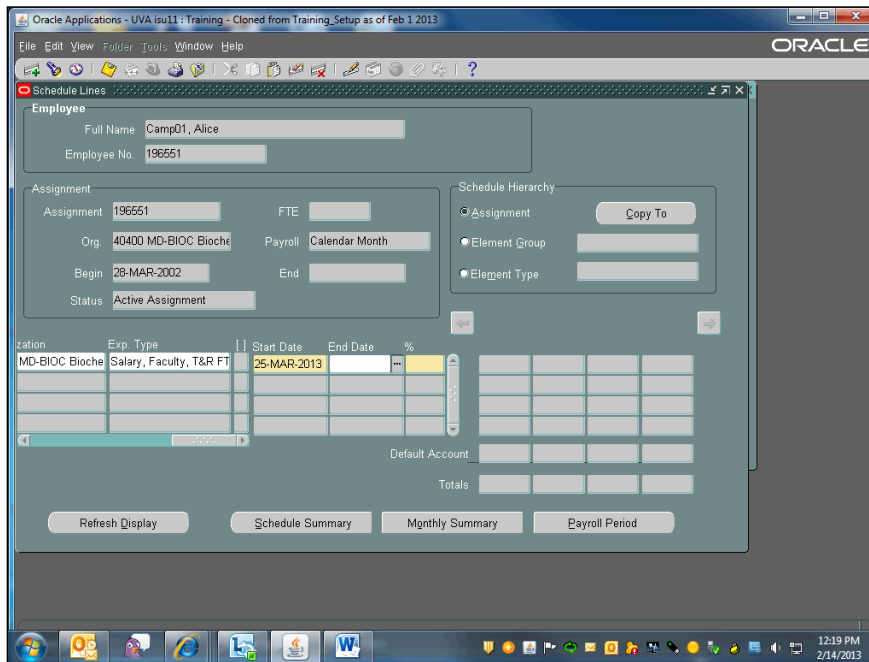 Oracle Applications - UVA isu11 : Training - Cloned from Training_Setup as of Feb 1 2013
File Edit View Folder Tools Window Help
ORACLE
Schedule Lines
Employee
Full Name Camp01, Alice
Employee No. 196551
Assignment
Assignment 196551 FTE
Org. 40400 MD-BIOC Bioche Payroll Calendar Month
Begin 28-MAR-2002 End
Status Active Assignment
Schedule Hierarchy
Assignment Copy To
Element Group
Element Type
zation Exp. Type [ ] Start Date End Date %
MD-BIOC Bioche Salary, Faculty, T&R FT 25-MAR-2013 ...
Default Account
Totals
Refresh Display Schedule Summary Monthly Summary Payroll Period
12:19 PM
2/14/2013